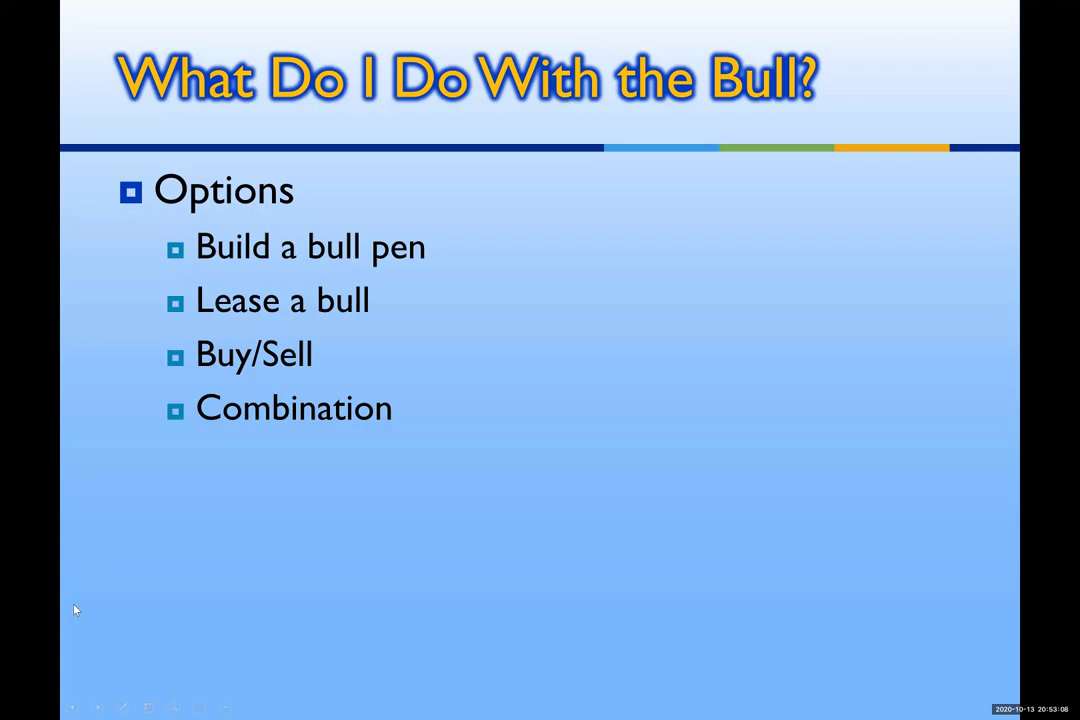 What Do I Do With the Bull?
Options
Build a bull pen
Lease a bull
Buy/Sell
Combination
2020-10-13 20:53:08